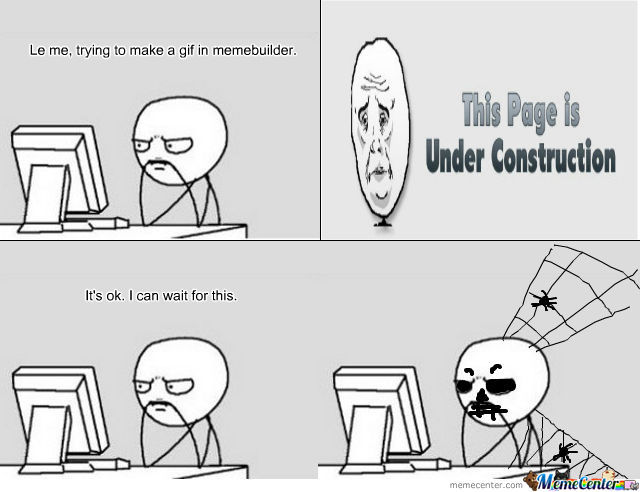 Le me, trying to make a gif in memebuilder.
This Page is
Under Construction
It's ok. I can wait for this.
memecenter.com MemeCenter